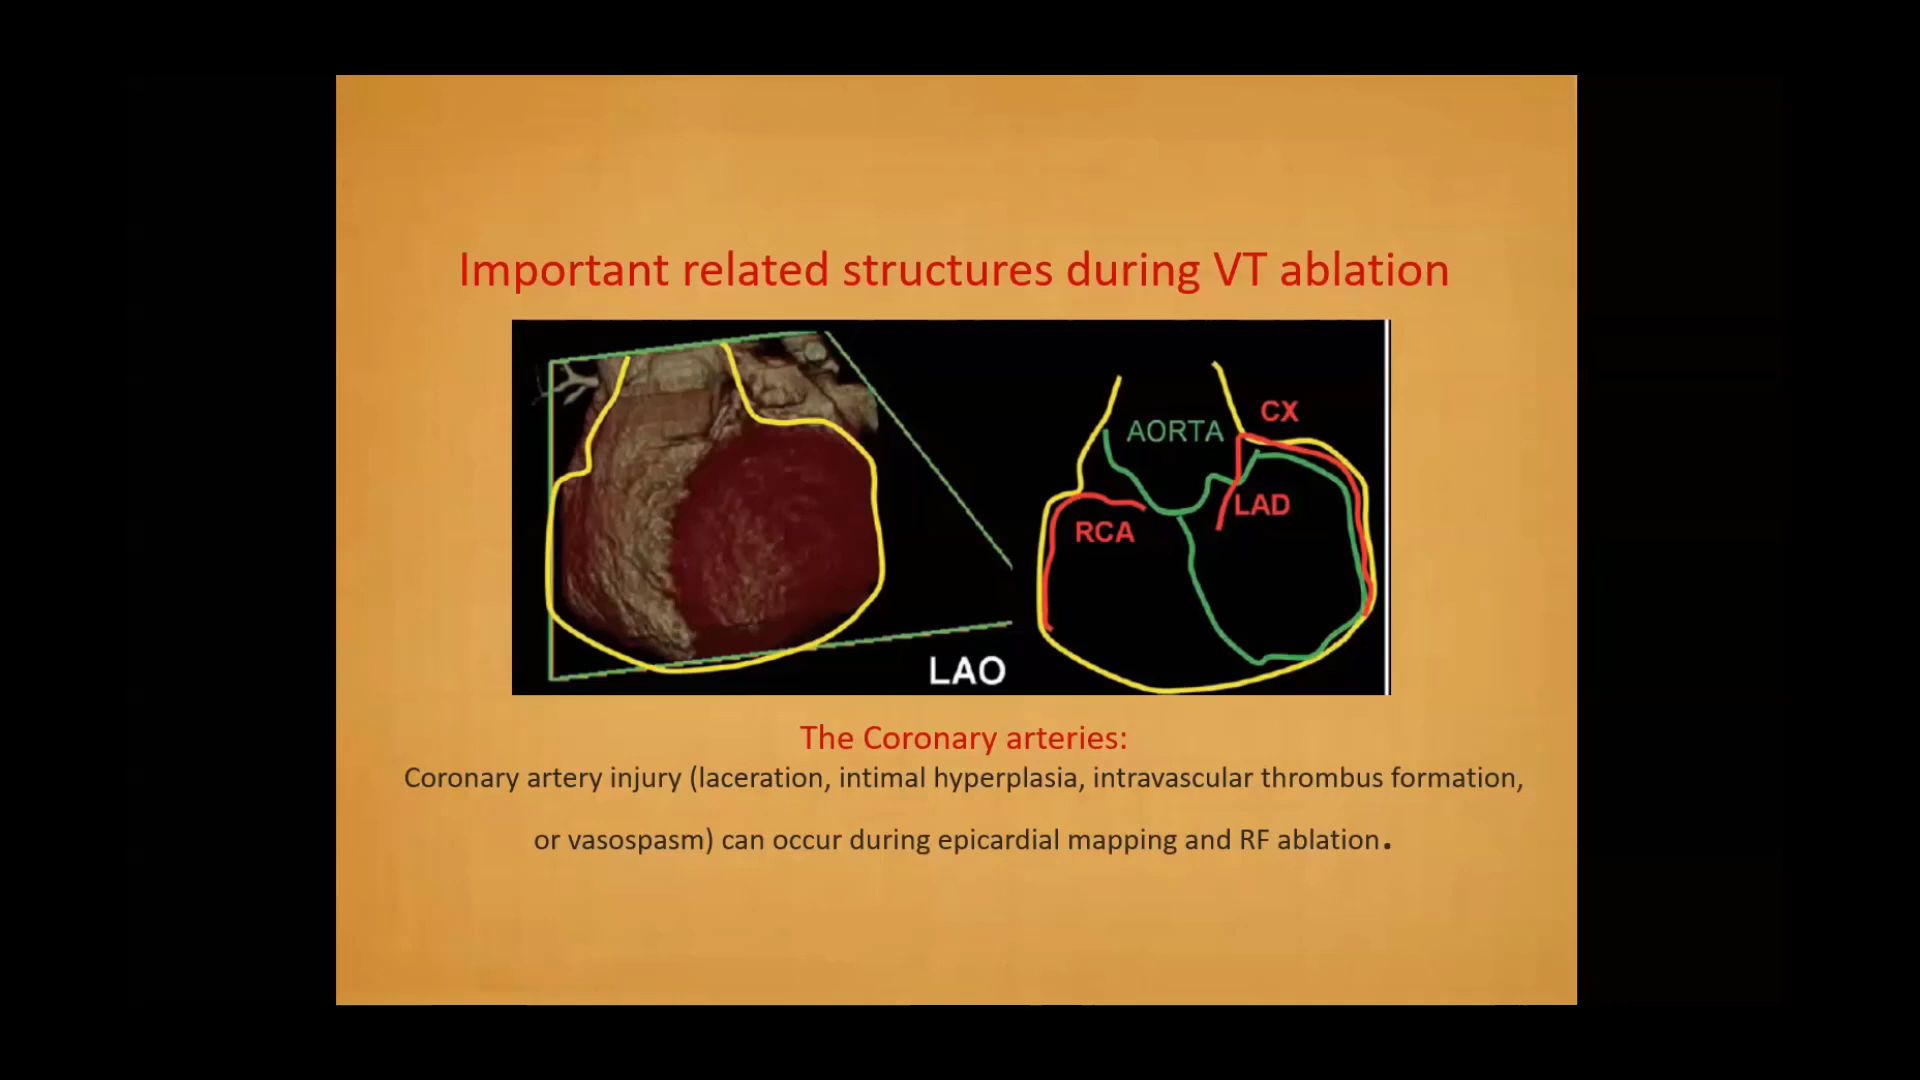 Important related structures during VT ablation
AORTA
CX
LAD
RCA
LAO
The Coronary arteries:
Coronary artery injury (laceration, intimal hyperplasia, intravascular thrombus formation,
or vasospasm) can occur during epicardial mapping and RF ablation.